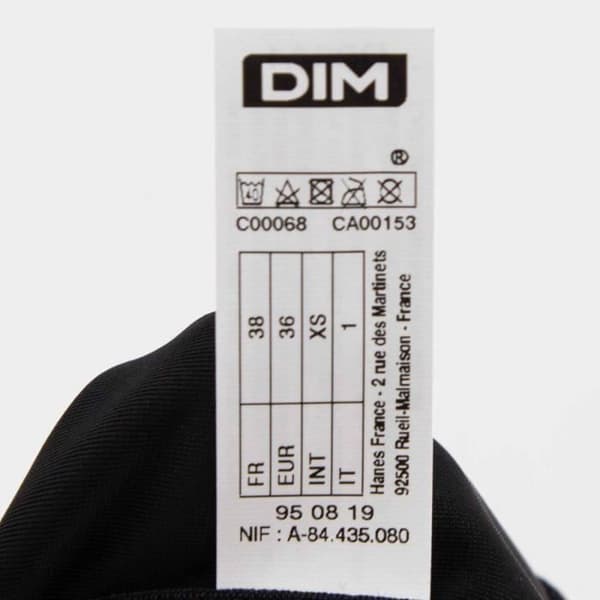 DIM
®
40
C00068 CA00153
FR 38
EUR 36
INT XS
IT 1
Hanes France - 2 rue des Martinets
92500 Rueil-Malmaison - France
95 08 19
NIF : A-84.435.080